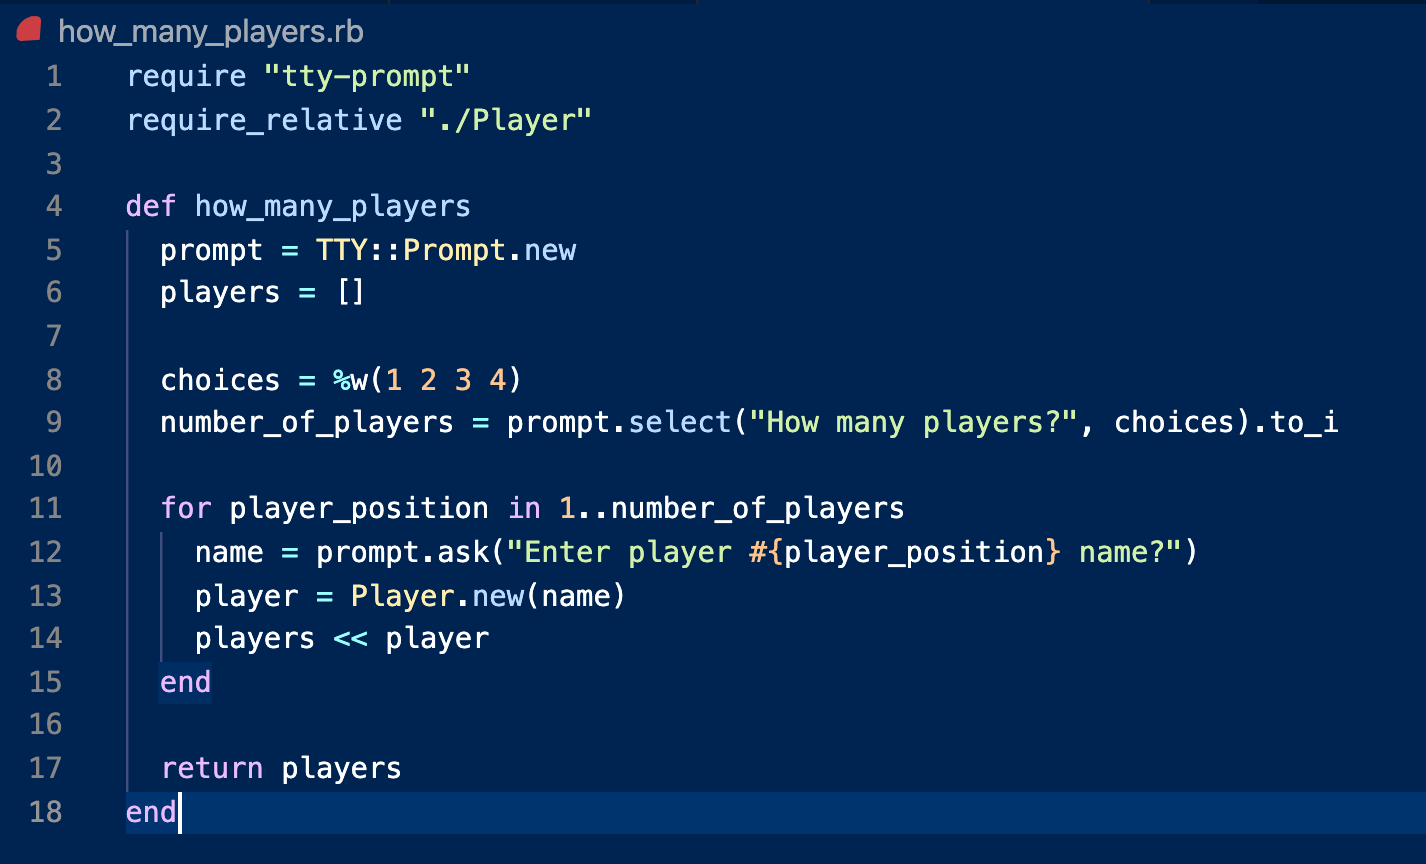 how_many_players.rb
1 require "tty-prompt"
2 require_relative "./Player"
3
4 def how_many_players
5   prompt = TTY::Prompt.new
6   players = []
7
8   choices = %w(1 2 3 4)
9   number_of_players = prompt.select("How many players?", choices).to_i
10
11   for player_position in 1..number_of_players
12     name = prompt.ask("Enter player #{player_position} name?")
13     player = Player.new(name)
14     players << player
15   end
16
17   return players
18 end